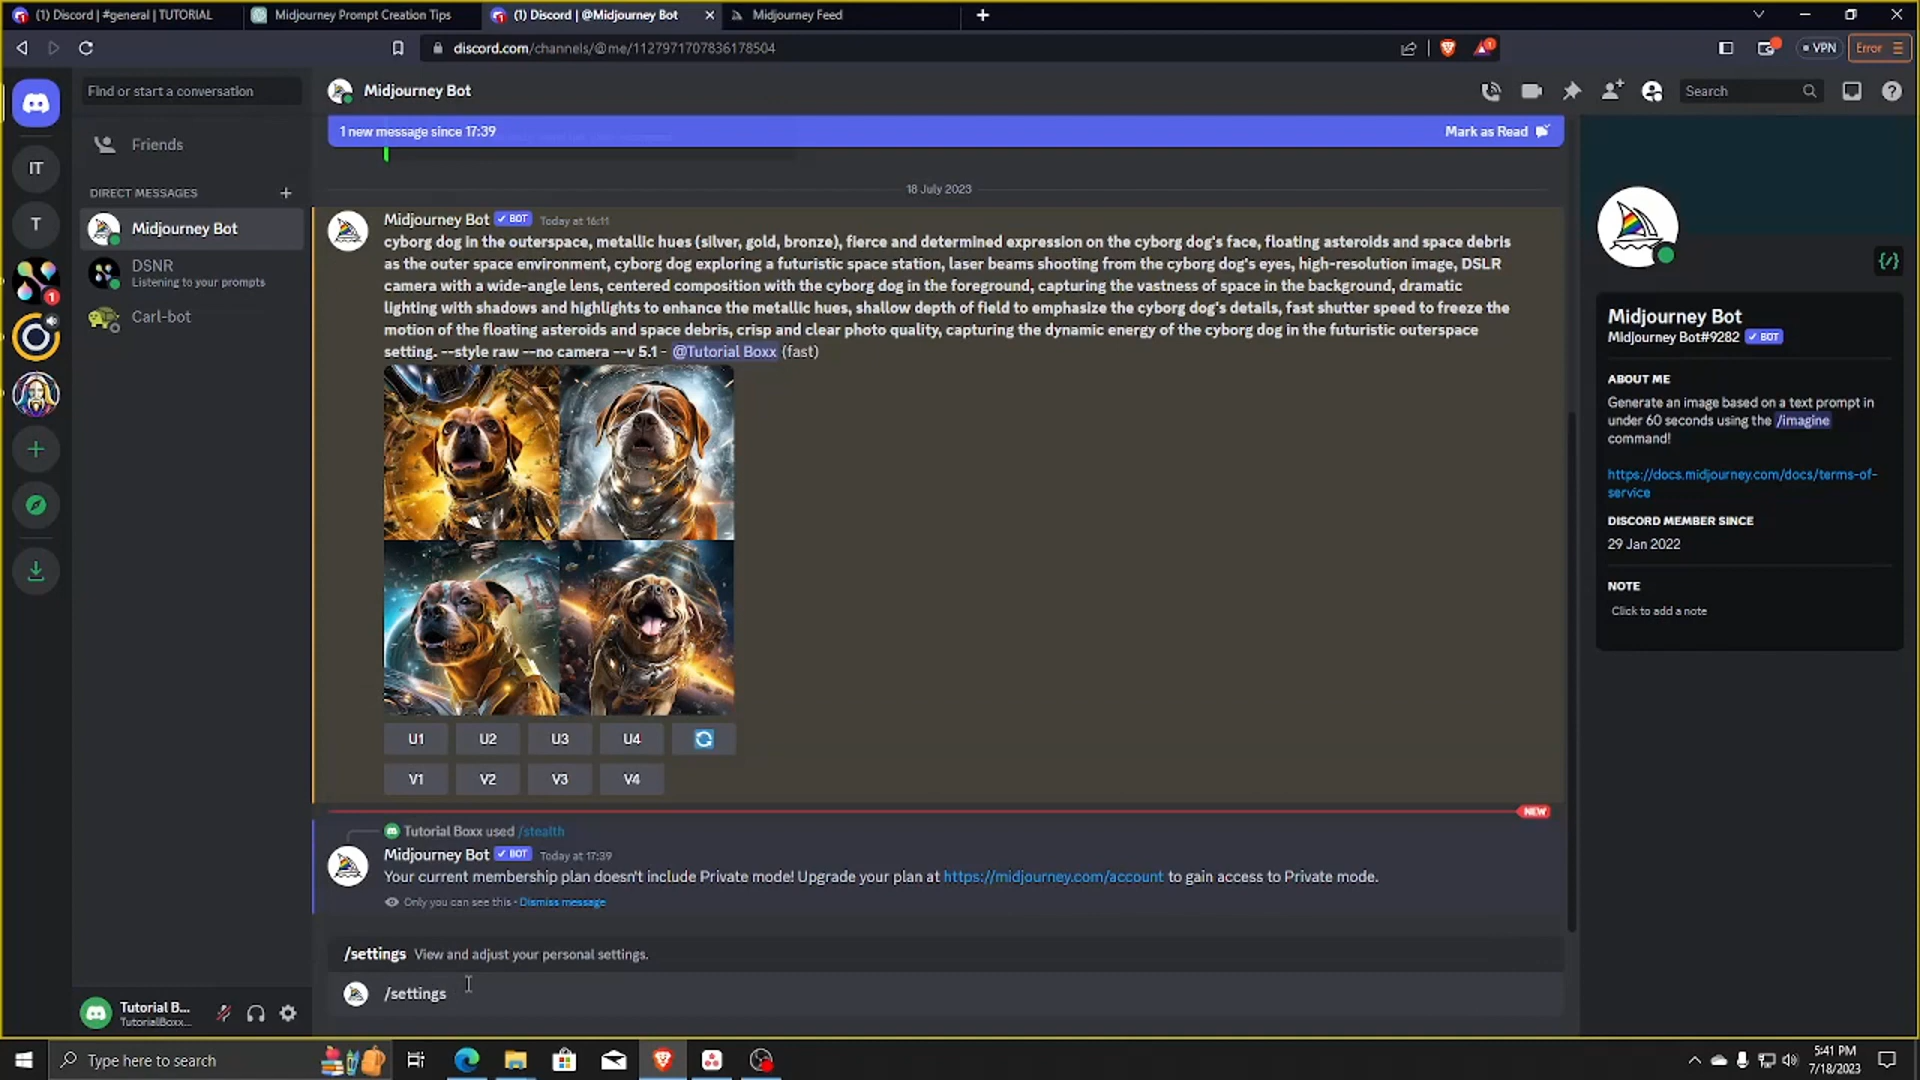 (1) Discord | #general | TUTORIAL
Midjourney Prompt Creation Tips
(1) Discord | @Midjourney Bot
Midjourney Feed
discord.com/channels/@me/1127971707836178504
1
VPN
Error
Find or start a conversation
Midjourney Bot
Search
1 new message since 17:39
Mark as Read
Friends
DIRECT MESSAGES
Midjourney Bot
DSNR
Listening to your prompts
Carl-bot
IT
T
1
18 July 2023
Midjourney Bot BOT Today at 16:11
cyborg dog in the outerspace, metallic hues (silver, gold, bronze), fierce and determined expression on the cyborg dog's face, floating asteroids and space debris
as the outer space environment, cyborg dog exploring a futuristic space station, laser beams shooting from the cyborg dog's eyes, high-resolution image, DSLR
camera with a wide-angle lens, centered composition with the cyborg dog in the foreground, capturing the vastness of space in the background, dramatic
lighting with shadows and highlights to enhance the metallic hues, shallow depth of field to emphasize the cyborg dog's details, fast shutter speed to freeze the
motion of the floating asteroids and space debris, crisp and clear photo quality, capturing the dynamic energy of the cyborg dog in the futuristic outerspace
setting. --style raw --no camera --v 5.1 - @Tutorial Boxx (fast)
U1 U2 U3 U4
V1 V2 V3 V4
NEW
Tutorial Boxx used /stealth
Midjourney Bot BOT Today at 17:39
Your current membership plan doesn't include Private mode! Upgrade your plan at https://midjourney.com/account to gain access to Private mode.
Only you can see this • Dismiss message
/settings View and adjust your personal settings.
/settings
Midjourney Bot
Midjourney Bot#9282 BOT
ABOUT ME
Generate an image based on a text prompt in
under 60 seconds using the /imagine
command!
https://docs.midjourney.com/docs/terms-of-
service
DISCORD MEMBER SINCE
29 Jan 2022
NOTE
Click to add a note
Tutorial B...
TutorialBoxx...
Type here to search
5:41 PM
7/18/2023